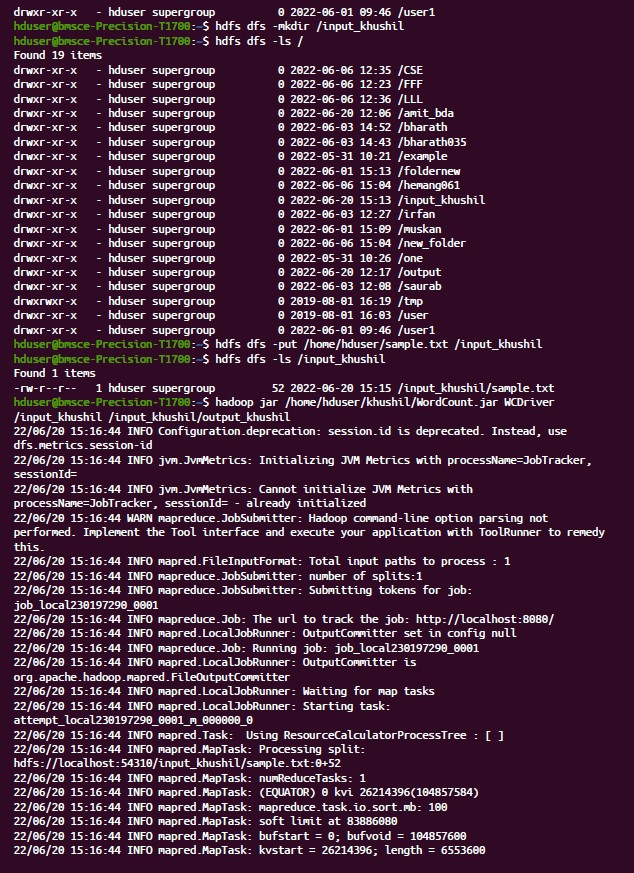 drwxr-xr-x   - hduser supergroup          0 2022-06-01 09:46 /user1
hduser@bmsce-Precision-T1700:~$ hdfs dfs -mkdir /input_khushil
hduser@bmsce-Precision-T1700:~$ hdfs dfs -ls /
Found 19 items
drwxr-xr-x   - hduser supergroup          0 2022-06-06 12:35 /CSE
drwxr-xr-x   - hduser supergroup          0 2022-06-06 12:23 /FFF
drwxr-xr-x   - hduser supergroup          0 2022-06-06 12:36 /LLL
drwxr-xr-x   - hduser supergroup          0 2022-06-20 12:06 /amit_bda
drwxr-xr-x   - hduser supergroup          0 2022-06-03 14:52 /bharath
drwxr-xr-x   - hduser supergroup          0 2022-06-03 14:43 /bharath035
drwxr-xr-x   - hduser supergroup          0 2022-05-31 10:21 /example
drwxr-xr-x   - hduser supergroup          0 2022-06-01 15:13 /foldernew
drwxr-xr-x   - hduser supergroup          0 2022-06-06 15:04 /hemang061
drwxr-xr-x   - hduser supergroup          0 2022-06-20 15:13 /input_khushil
drwxr-xr-x   - hduser supergroup          0 2022-06-03 12:27 /irfan
drwxr-xr-x   - hduser supergroup          0 2022-06-01 15:09 /muskan
drwxr-xr-x   - hduser supergroup          0 2022-06-06 15:04 /new_folder
drwxr-xr-x   - hduser supergroup          0 2022-05-31 10:26 /one
drwxr-xr-x   - hduser supergroup          0 2022-06-20 12:17 /output
drwxr-xr-x   - hduser supergroup          0 2022-06-03 12:08 /saurab
drwxrwxr-x   - hduser supergroup          0 2019-08-01 16:19 /tmp
drwxr-xr-x   - hduser supergroup          0 2019-08-01 16:03 /user
drwxr-xr-x   - hduser supergroup          0 2022-06-01 09:46 /user1
hduser@bmsce-Precision-T1700:~$ hdfs dfs -put /home/hduser/sample.txt /input_khushil
hduser@bmsce-Precision-T1700:~$ hdfs dfs -ls /input_khushil
Found 1 items
-rw-r--r--   1 hduser supergroup         52 2022-06-20 15:15 /input_khushil/sample.txt
hduser@bmsce-Precision-T1700:~$ hadoop jar /home/hduser/khushil/WordCount.jar WCDriver
/input_khushil /input_khushil/output_khushil
22/06/20 15:16:44 INFO Configuration.deprecation: session.id is deprecated. Instead, use
dfs.metrics.session-id
22/06/20 15:16:44 INFO jvm.JvmMetrics: Initializing JVM Metrics with processName=JobTracker,
sessionId=
22/06/20 15:16:44 INFO jvm.JvmMetrics: Cannot initialize JVM Metrics with
processName=JobTracker, sessionId= - already initialized
22/06/20 15:16:44 WARN mapreduce.JobSubmitter: Hadoop command-line option parsing not
performed. Implement the Tool interface and execute your application with ToolRunner to remedy
this.
22/06/20 15:16:44 INFO mapred.FileInputFormat: Total input paths to process : 1
22/06/20 15:16:44 INFO mapreduce.JobSubmitter: number of splits:1
22/06/20 15:16:44 INFO mapreduce.JobSubmitter: Submitting tokens for job:
job_local230197290_0001
22/06/20 15:16:44 INFO mapreduce.Job: The url to track the job: http://localhost:8080/
22/06/20 15:16:44 INFO mapred.LocalJobRunner: OutputCommitter set in config null
22/06/20 15:16:44 INFO mapreduce.Job: Running job: job_local230197290_0001
22/06/20 15:16:44 INFO mapred.LocalJobRunner: OutputCommitter is
org.apache.hadoop.mapred.FileOutputCommitter
22/06/20 15:16:44 INFO mapred.LocalJobRunner: Waiting for map tasks
22/06/20 15:16:44 INFO mapred.LocalJobRunner: Starting task:
attempt_local230197290_0001_m_000000_0
22/06/20 15:16:44 INFO mapred.Task:  Using ResourceCalculatorProcessTree : [ ]
22/06/20 15:16:44 INFO mapred.MapTask: Processing split:
hdfs://localhost:54310/input_khushil/sample.txt:0+52
22/06/20 15:16:44 INFO mapred.MapTask: numReduceTasks: 1
22/06/20 15:16:44 INFO mapred.MapTask: (EQUATOR) 0 kvi 26214396(104857584)
22/06/20 15:16:44 INFO mapred.MapTask: mapreduce.task.io.sort.mb: 100
22/06/20 15:16:44 INFO mapred.MapTask: soft limit at 83886080
22/06/20 15:16:44 INFO mapred.MapTask: bufstart = 0; bufvoid = 104857600
22/06/20 15:16:44 INFO mapred.MapTask: kvstart = 26214396; length = 6553600